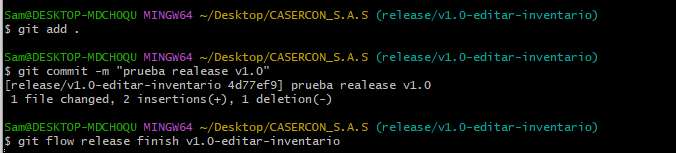 Sam@DESKTOP-MDCHOQU MINGW64 ~/Desktop/CASERCON_S.A.S (release/v1.0-editar-inventario)
$ git add .
Sam@DESKTOP-MDCHOQU MINGW64 ~/Desktop/CASERCON_S.A.S (release/v1.0-editar-inventario)
$ git commit -m "prueba realease v1.0"
[release/v1.0-editar-inventario 4d77ef9] prueba realease v1.0
 1 file changed, 2 insertions(+), 1 deletion(-)
Sam@DESKTOP-MDCHOQU MINGW64 ~/Desktop/CASERCON_S.A.S (release/v1.0-editar-inventario)
$ git flow release finish v1.0-editar-inventario